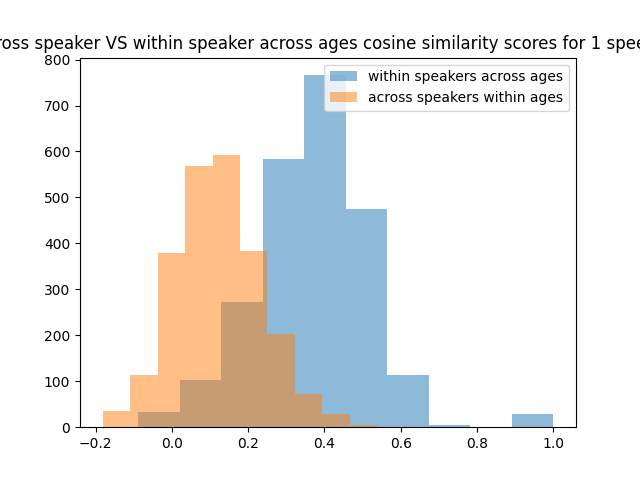 ross speaker VS within speaker across ages cosine similarity scores for 1 spee
within speakers across ages
across speakers within ages
800
700
600
500
400
300
200
100
0
−0.2 0.0 0.2 0.4 0.6 0.8 1.0